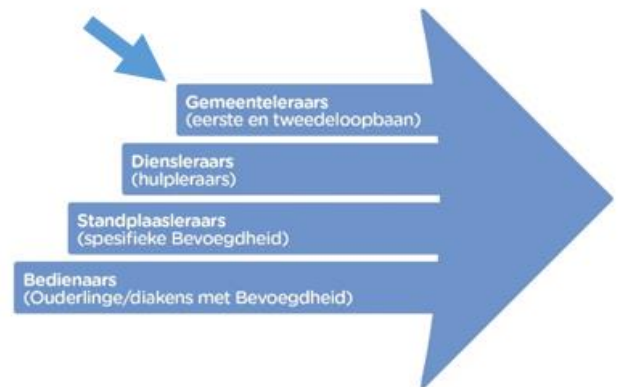 Gemeenteleraars
(eerste en tweedeloopbaan)
Diensleraars
(hulpleraars)
Standplaasleraars
(spesifieke Bevoegdheid)
Bedienaars
(Ouderlinge/diakens met Bevoegdheid)